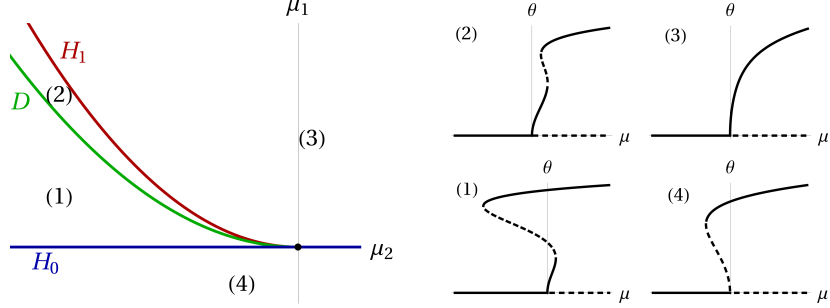 μ₁
H₁
D
(2)
(3)
(1)
H₀
μ₂
(4)
θ
(2)
μ
θ
(3)
μ
θ
(1)
μ
θ
(4)
μ